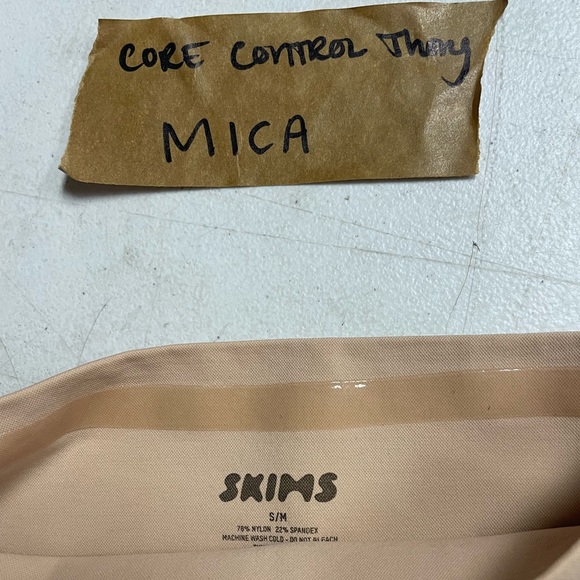 CORE CONTROL Thong
MICA
SKIMS
S/M
78% NYLON 22% SPANDEX
MACHINE WASH COLD - DO NOT BLEACH